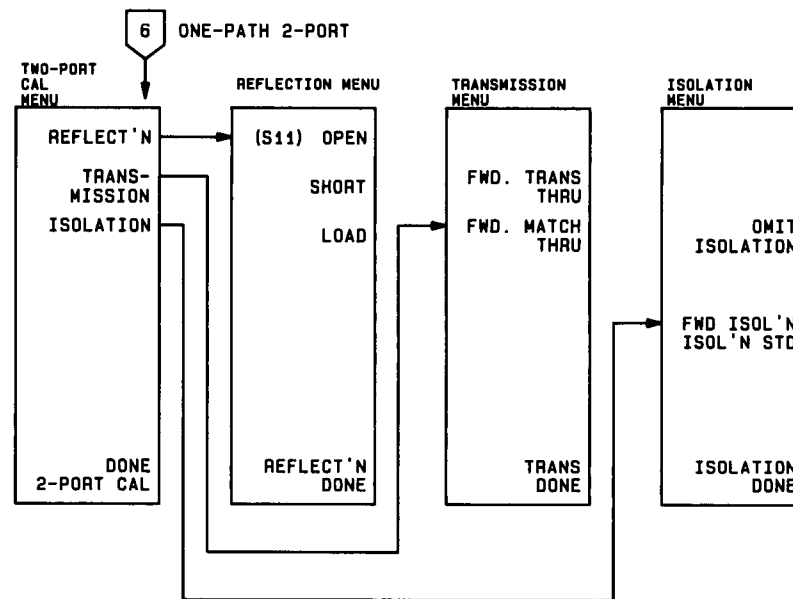 6 ONE-PATH 2-PORT
TWO-PORT
CAL
MENU
REFLECT'N
TRANS-
MISSION
ISOLATION
DONE
2-PORT CAL
REFLECTION MENU
(S11) OPEN
SHORT
LOAD
REFLECT'N
DONE
TRANSMISSION
MENU
FWD. TRANS
THRU
FWD. MATCH
THRU
TRANS
DONE
ISOLATION
MENU
OMIT
ISOLATION
FWD ISOL'N
ISOL'N STD
ISOLATION
DONE